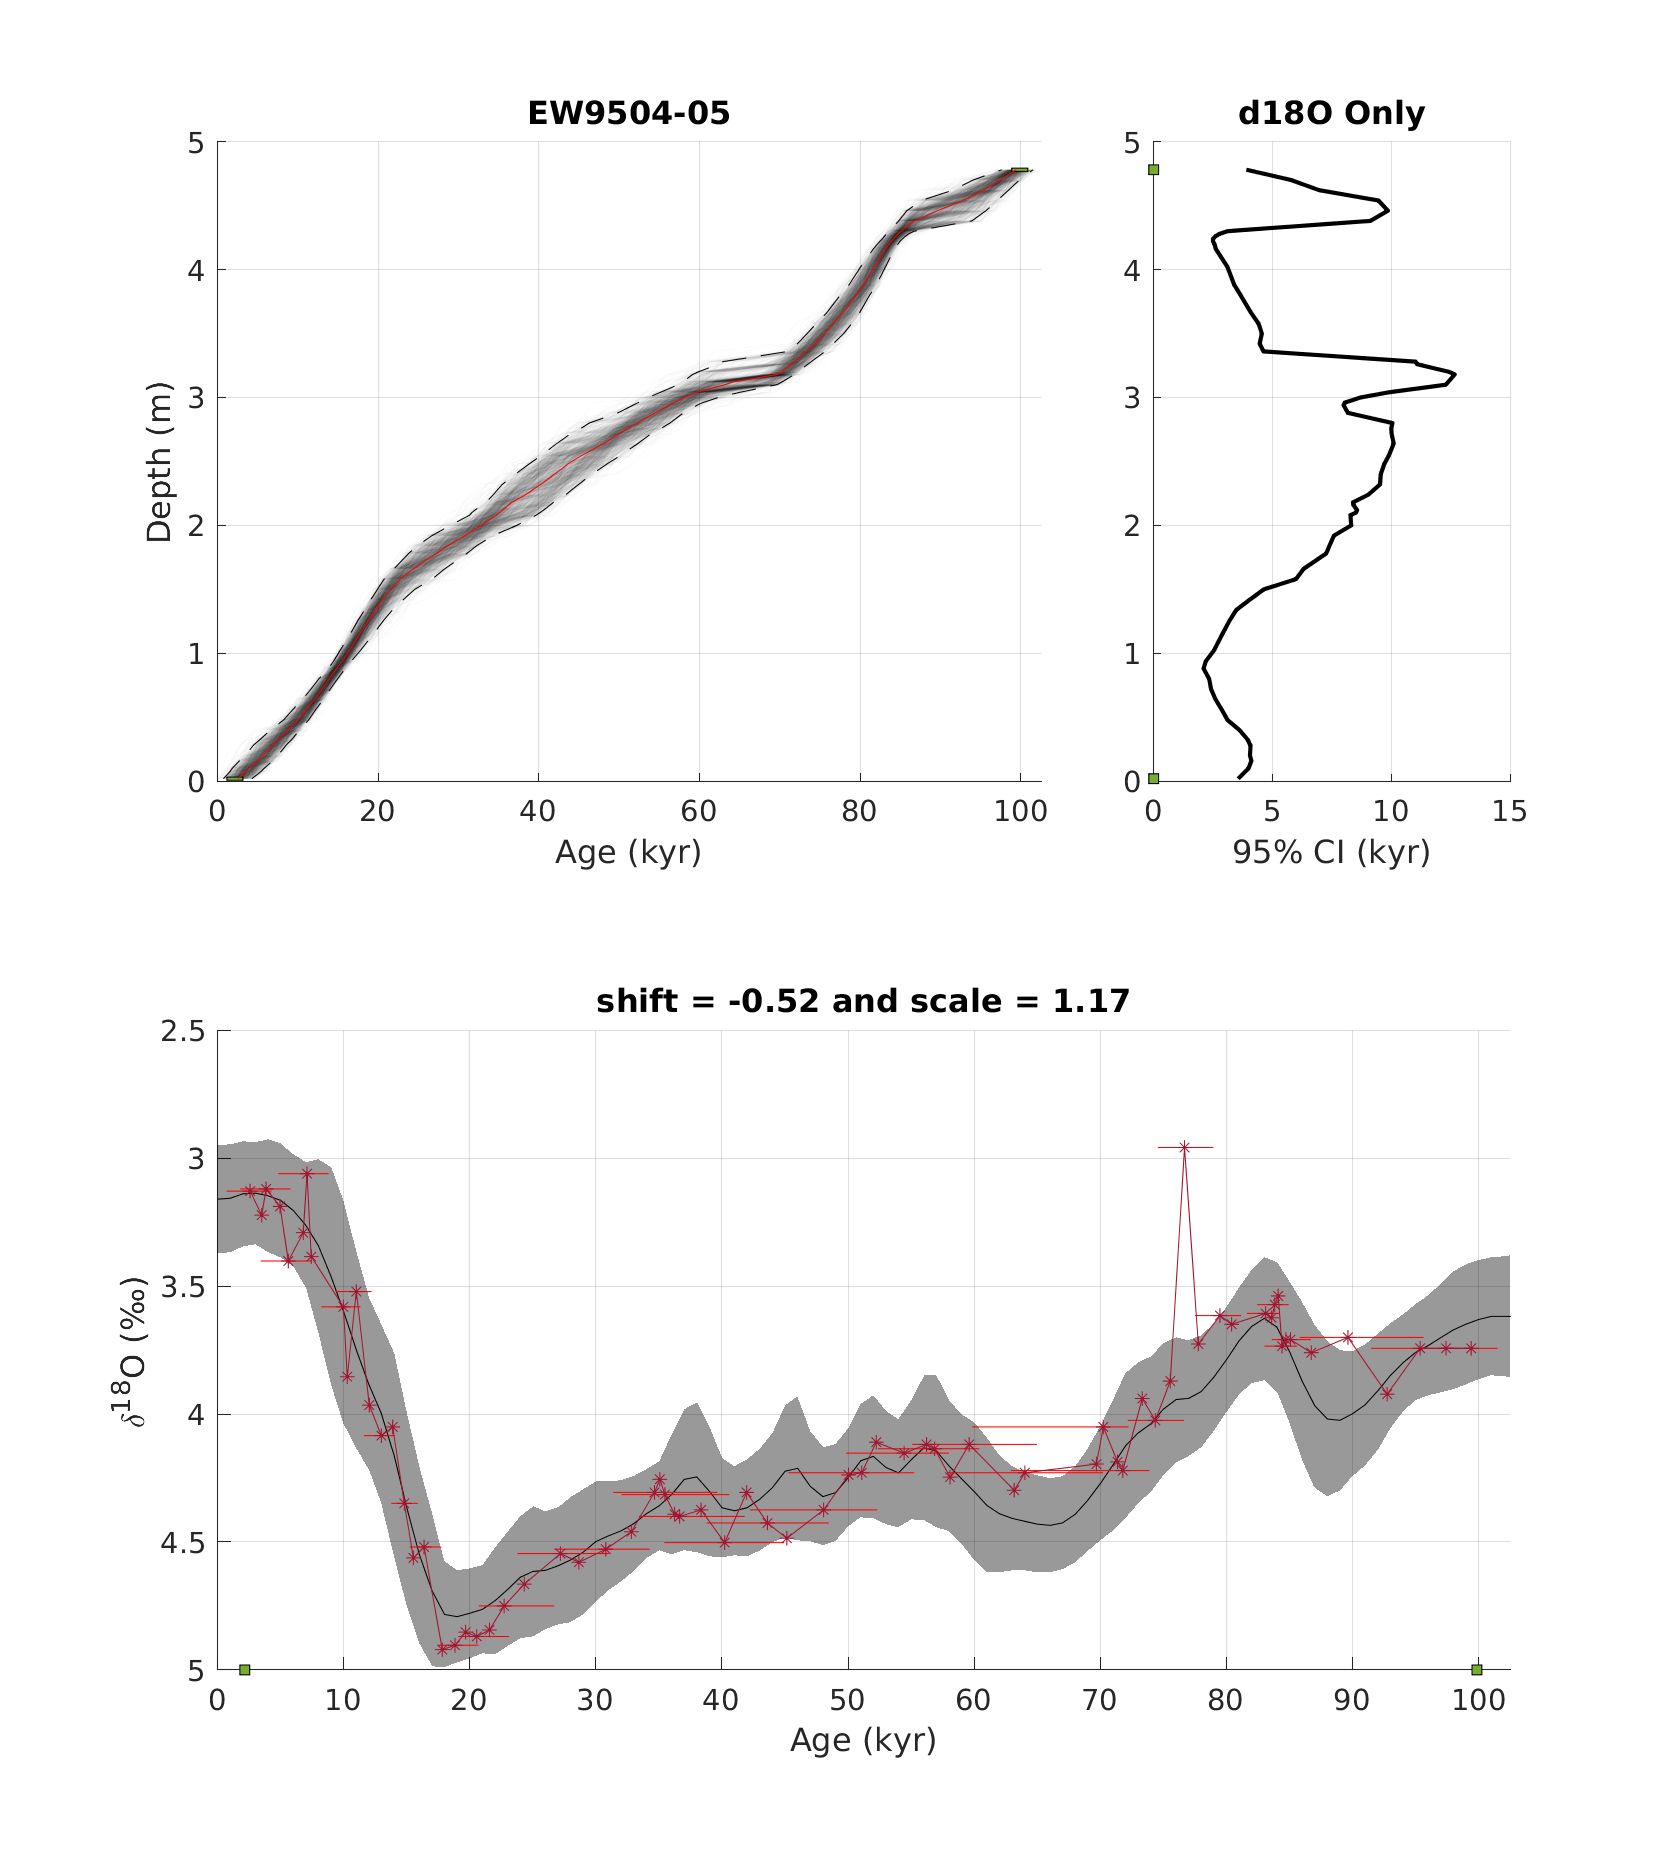 EW9504-05
d18O Only
5
4
3
2
1
0
Depth (m)
0 20 40 60 80 100
Age (kyr)
5
4
3
2
1
0
0 5 10 15
95% CI (kyr)
shift = -0.52 and scale = 1.17
2.5
3
3.5
4
4.5
5
δ18O (‰)
0 10 20 30 40 50 60 70 80 90 100
Age (kyr)